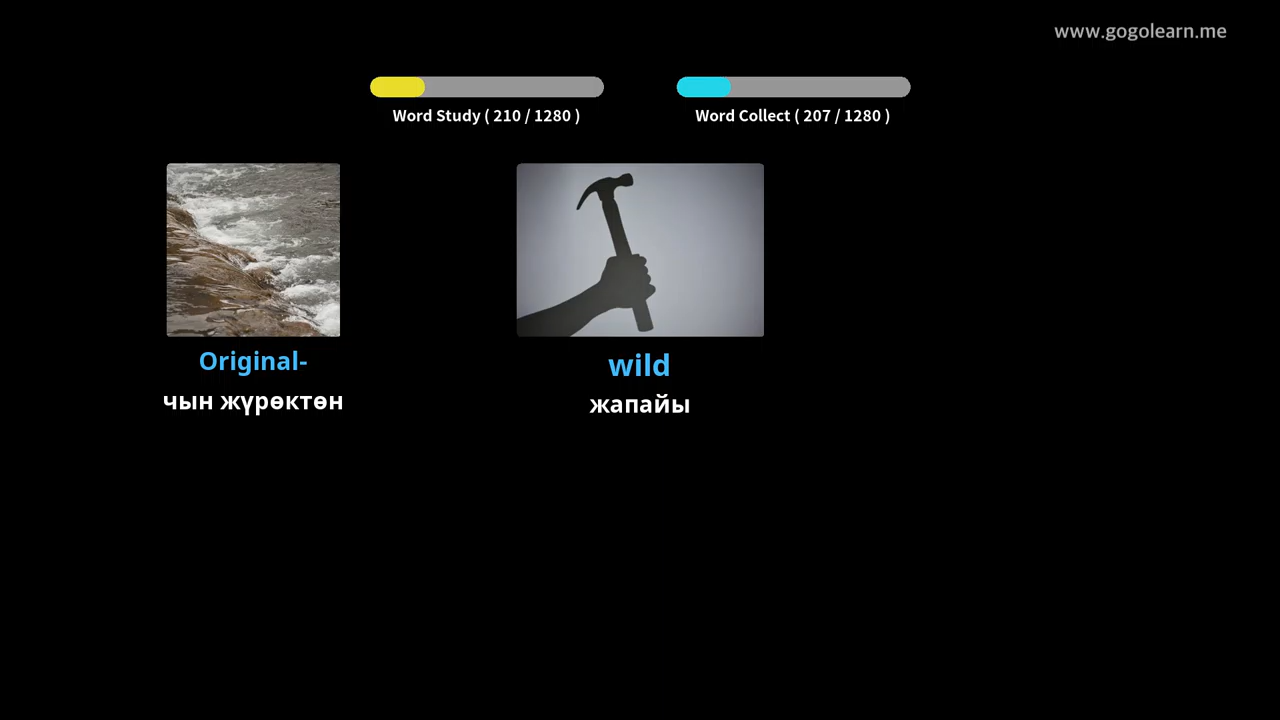 www.gogolearn.me
Word Study ( 210 / 1280 )
Word Collect ( 207 / 1280 )
Original-
чын жүрөктөн
wild
жапайы